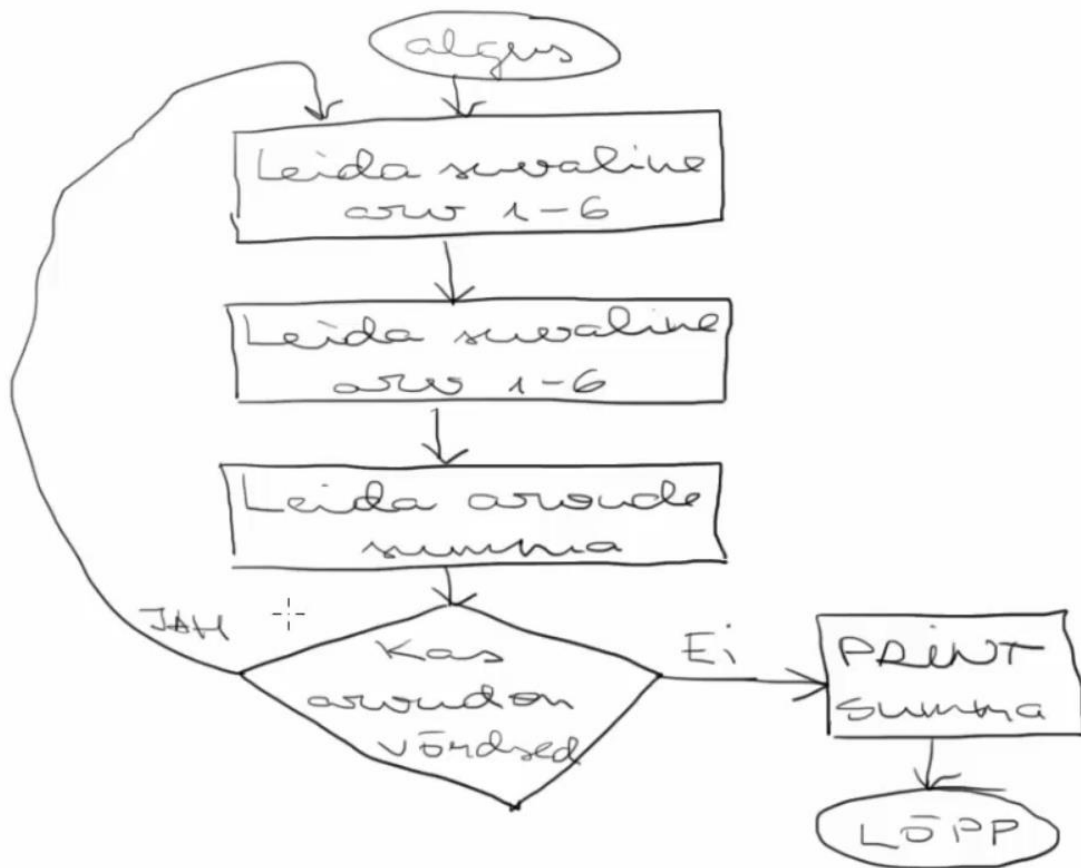 algus
Leida suvaline
arv 1-6
Leida suvaline
arv 1-6
Leida arvude
summa
JAH
Kas
arvud on
võrdsed
Ei
PRINT
summa
LÕPP